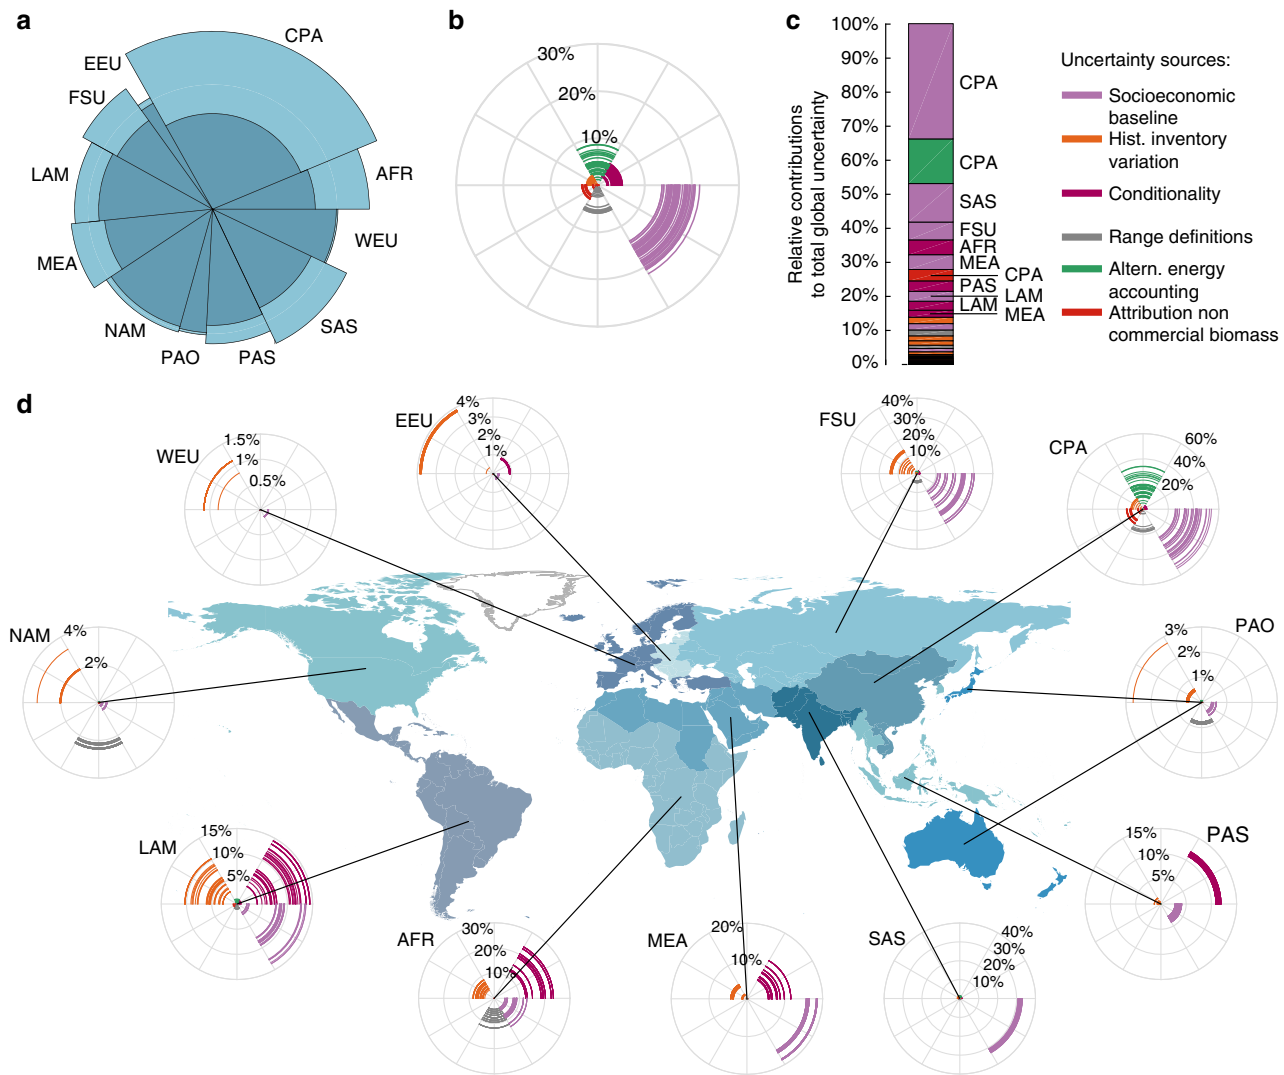 a
CPA
EEU
FSU
LAM
AFR
WEU
MEA
NAM
PAO
PAS
SAS
b
30%
20%
10%
c
Relative contributions
to total global uncertainty
100%
90%
80%
70%
60%
50%
40%
30%
20%
10%
0%
CPA
CPA
SAS
FSU
AFR
MEA
CPA
PAS
LAM
LAM
MEA
Uncertainty sources:
Socioeconomic
baseline
Hist. inventory
variation
Conditionality
Range definitions
Altern. energy
accounting
Attribution non
commercial biomass
d
WEU
1.5%
1%
0.5%
EEU
4%
3%
2%
1%
FSU
40%
30%
20%
10%
CPA
60%
40%
20%
NAM
4%
2%
PAO
3%
2%
1%
LAM
15%
10%
5%
PAS
15%
10%
5%
AFR
30%
20%
10%
MEA
20%
10%
SAS
40%
30%
20%
10%